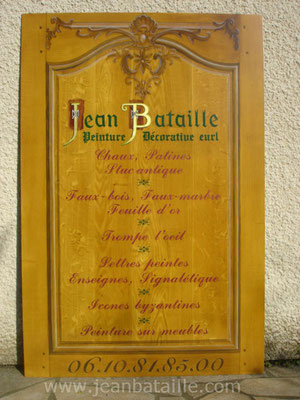 Jean Bataille
Peinture Décorative eurl
Chaux, Patines
Stuc antique
Faux-bois, Faux-marbre
Feuille d'or
Trompe l'oeil
Lettres peintes
Enseignes, Signalétique
Icones byzantines
Peinture sur meubles
06.10.81.85.00
www.jeanbataille.com